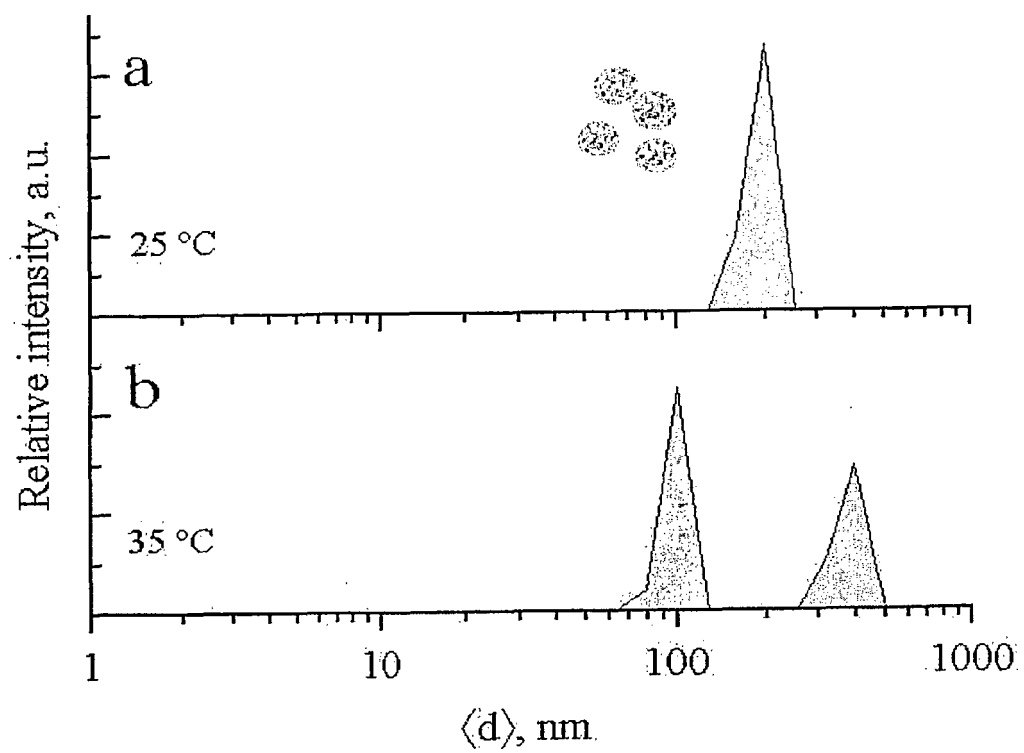 Relative intensity, a.u.
a
25 °C
b
35 °C
1 10 100 1000
⟨d⟩, nm